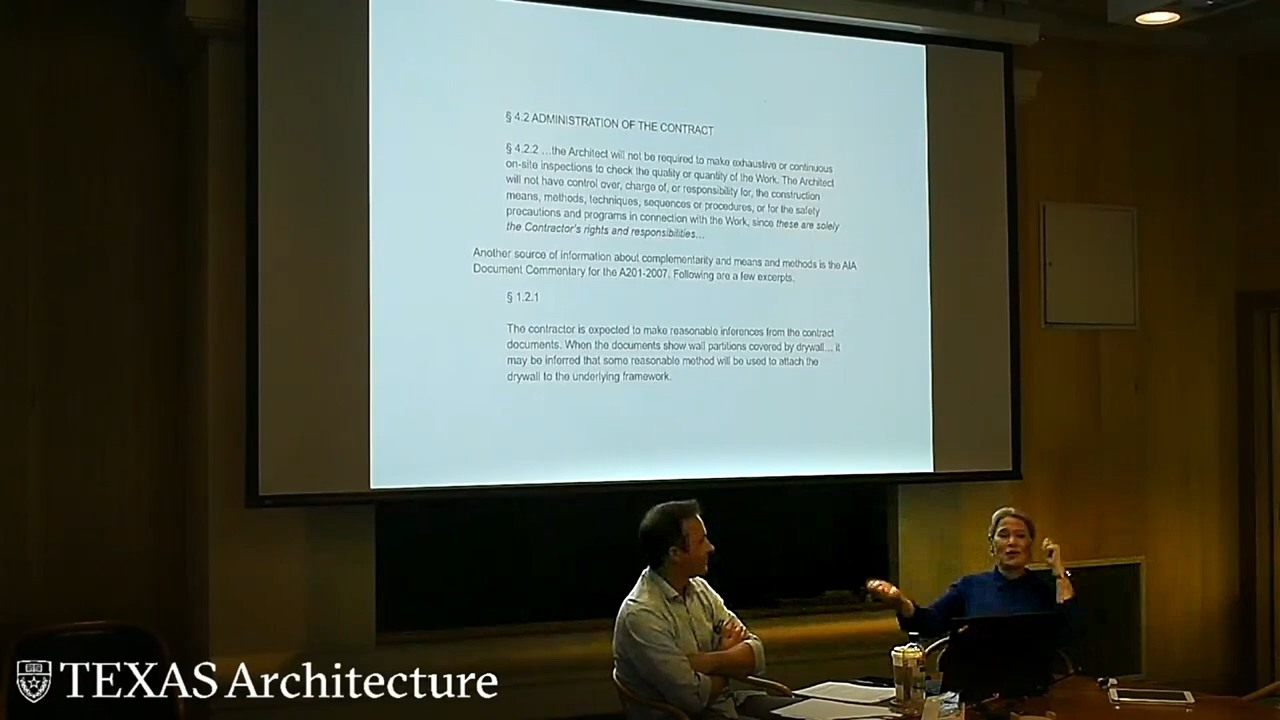 § 4.2 ADMINISTRATION OF THE CONTRACT
§ 4.2.2 ...the Architect will not be required to make exhaustive or continuous
on-site inspections to check the quality or quantity of the Work. The Architect
will not have control over, charge of, or responsibility for, the construction
means, methods, techniques, sequences or procedures, or for the safety
precautions and programs in connection with the Work, since these are solely
the Contractor's rights and responsibilities...
Another source of information about complementarity and means and methods is the AIA
Document Commentary for the A201-2007. Following are a few excerpts.
§ 1.2.1
The contractor is expected to make reasonable inferences from the contract
documents. When the documents show wall partitions covered by drywall... it
may be inferred that some reasonable method will be used to attach the
drywall to the underlying framework.
TEXAS Architecture